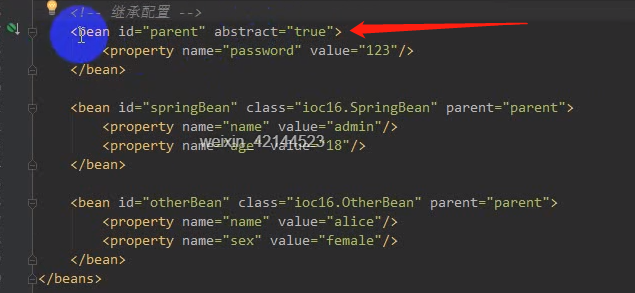 <!-- 继承配置 -->
<bean id="parent" abstract="true">
<property name="password" value="123"/>
</bean>
<bean id="springBean" class="ioc16.SpringBean" parent="parent">
<property name="name" value="admin"/>
<property name="age" value="18"/>
weixin_42144523
</bean>
<bean id="otherBean" class="ioc16.OtherBean" parent="parent">
<property name="name" value="alice"/>
<property name="sex" value="female"/>
</bean>
</beans>